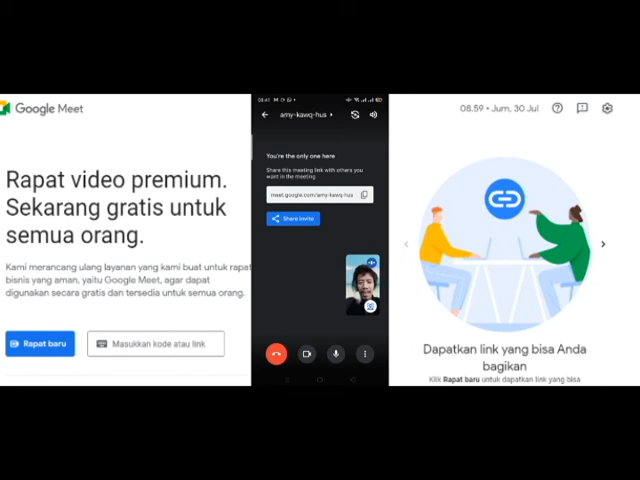 Google Meet
Rapat video premium.
Sekarang gratis untuk
semua orang.
Kami merancang ulang layanan yang kami buat untuk rapat
bisnis yang aman, yaitu Google Meet, agar dapat
digunakan secara gratis dan tersedia untuk semua orang.
Rapat baru
Masukkan kode atau link
amy-kawq-hus
You're the only one here
Share this meeting link with others you
want in the meeting
meet.google.com/amy-kawq-hus
Share invite
08.59 • Jum, 30 Jul
Dapatkan link yang bisa Anda
bagikan
Klik Rapat baru untuk dapatkan link yang bisa